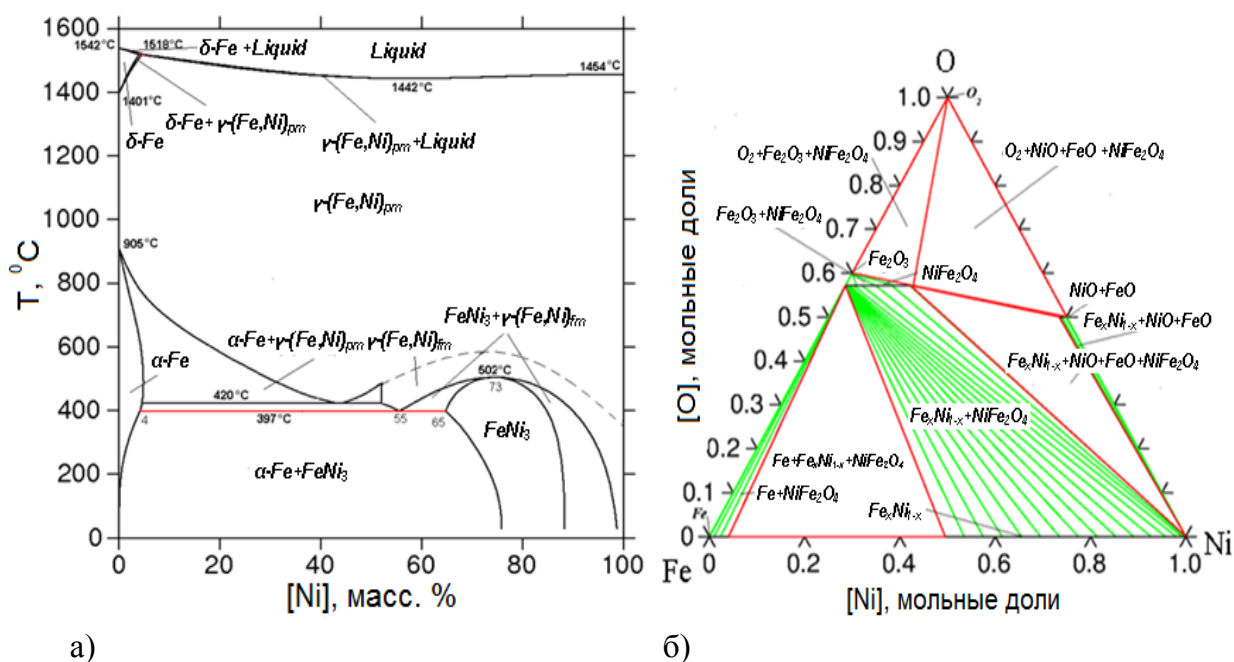 1600
1400
1200
1000
800
600
400
200
0
T, ⁰C
1542°C
1518°C
δ-Fe +Liquid
Liquid
1454°C
1442°C
1401°C
δ-Fe
δ-Fe+ γ-(Fe,Ni)pm
γ-(Fe,Ni)pm+Liquid
γ-(Fe,Ni)pm
905°C
α-Fe
α-Fe+γ-(Fe,Ni)pm
γ-(Fe,Ni)fm
FeNi₃+γ-(Fe,Ni)fm
502°C
73
420°C
397°C
4
55
65
FeNi₃
α-Fe+FeNi₃
0 20 40 60 80 100
[Ni], масс. %
а)
O
O₂
1.0
0.9
0.8
0.7
0.6
0.5
0.4
0.3
0.2
0.1
0
[O], мольные доли
O₂+Fe₂O₃+NiFe₂O₄
O₂+NiO+FeO +NiFe₂O₄
Fe₂O₃+NiFe₂O₄
Fe₂O₃
NiFe₂O₄
NiO+FeO
FeₓNi₁₋ₓ+NiO+FeO
FeₓNi₁₋ₓ+NiO+FeO+NiFe₂O₄
FeₓNi₁₋ₓ+NiFe₂O₄
Fe+FeₓNi₁₋ₓ+NiFe₂O₄
Fe+NiFe₂O₄
FeₓNi₁₋ₓ
Fe
Fe
Ni
0 0.2 0.4 0.6 0.8 1.0
[Ni], мольные доли
б)